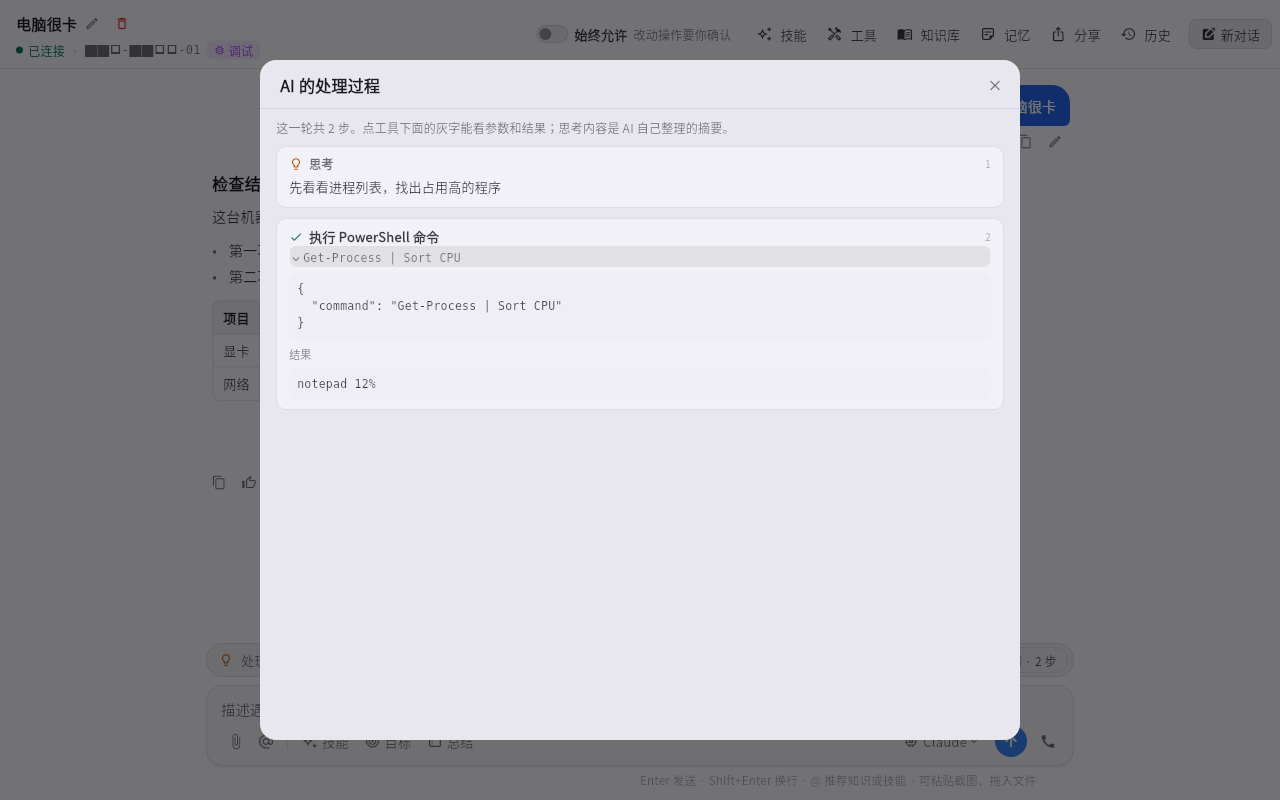 电脑很卡
已连接 · ■■□-■■□□-01 调试
始终允许 改动操作要你确认
技能 工具 知识库 记忆 分享 历史 新对话
AI 的处理过程
这一轮共 2 步。点工具下面的灰字能看参数和结果；思考内容是 AI 自己整理的摘要。
思考 1
先看看进程列表，找出占用高的程序
执行 PowerShell 命令 2
Get-Process | Sort CPU
{
"command": "Get-Process | Sort CPU"
}
结果
notepad 12%
脑很卡
检查结
这台机
• 第一
• 第二
项目
显卡
网络
处理
· 2 步
描述
@ 技能 目标 总结 Claude
Enter 发送 · Shift+Enter 换行 · @ 推荐知识或技能 · 可粘贴截图、拖入文件